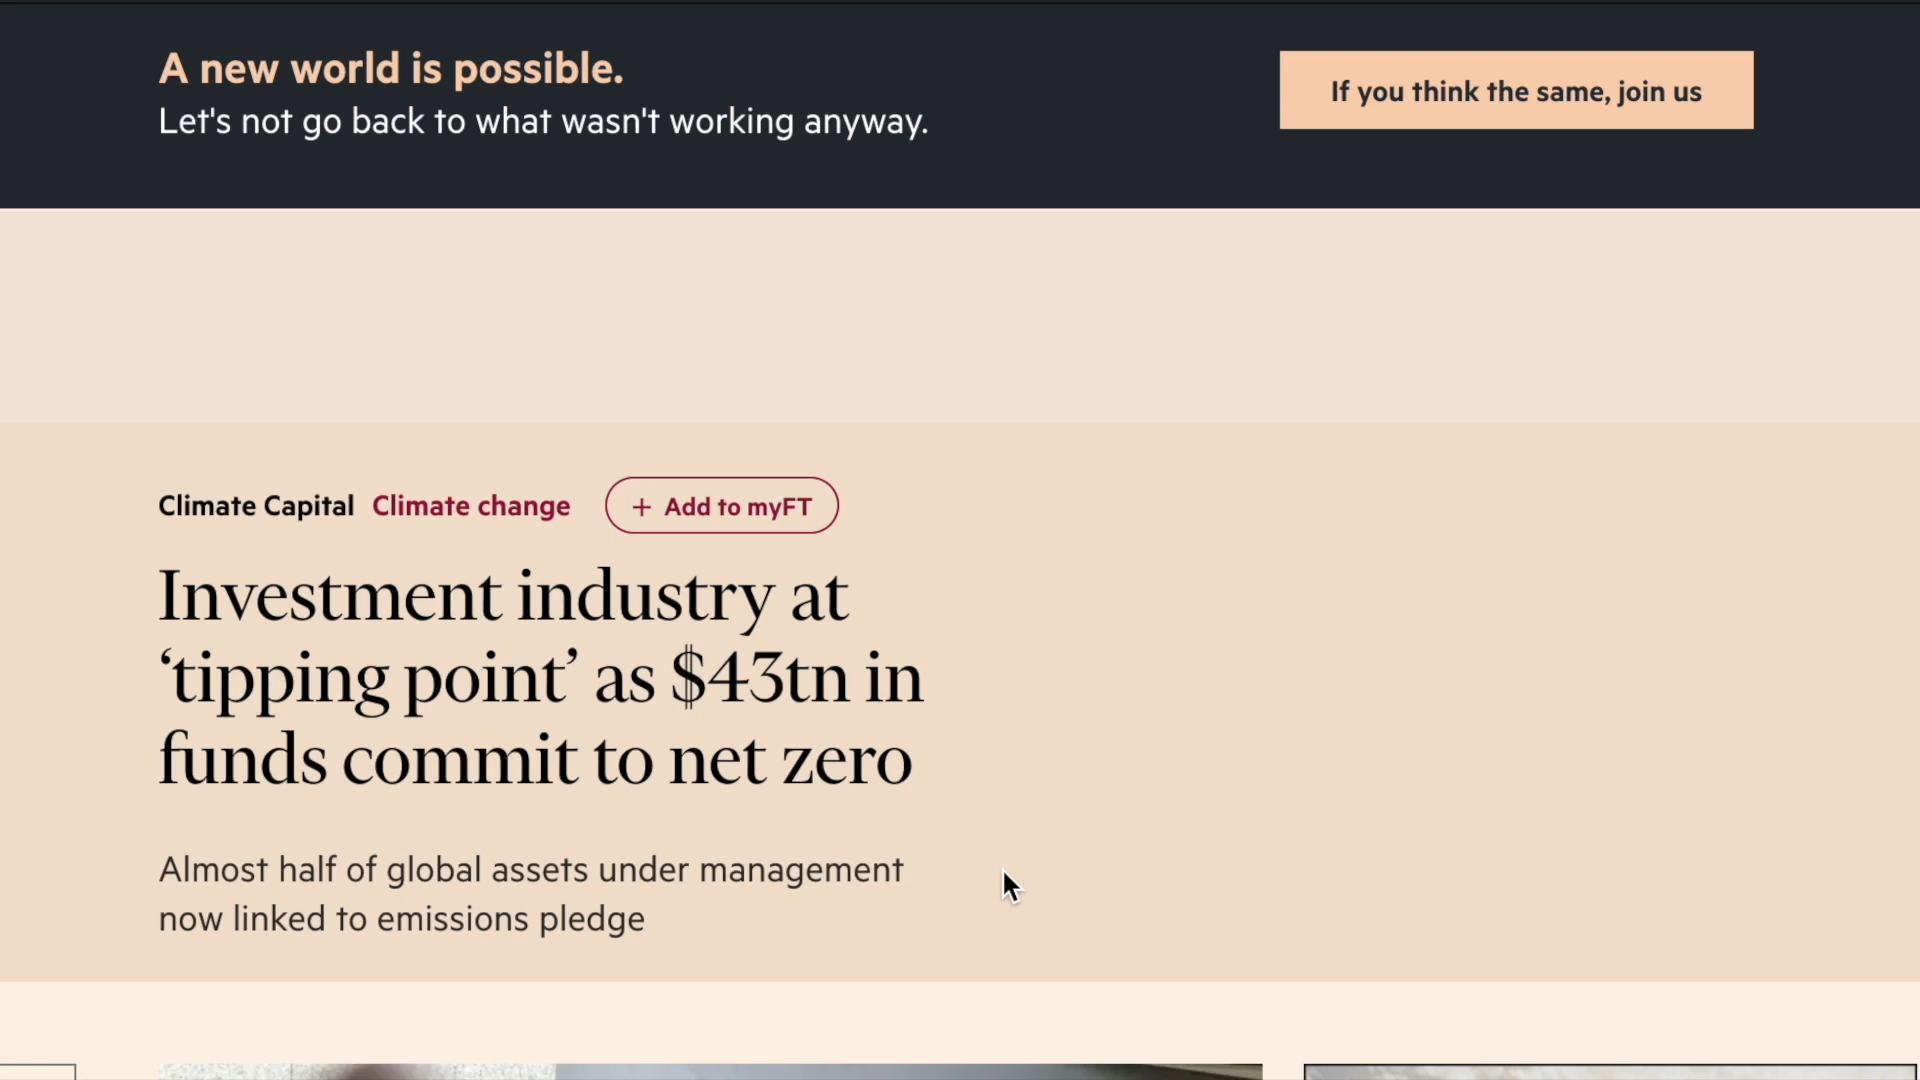 A new world is possible.
Let's not go back to what wasn't working anyway.
If you think the same, join us
Climate Capital Climate change + Add to myFT
Investment industry at
‘tipping point’ as $43tn in
funds commit to net zero
Almost half of global assets under management
now linked to emissions pledge